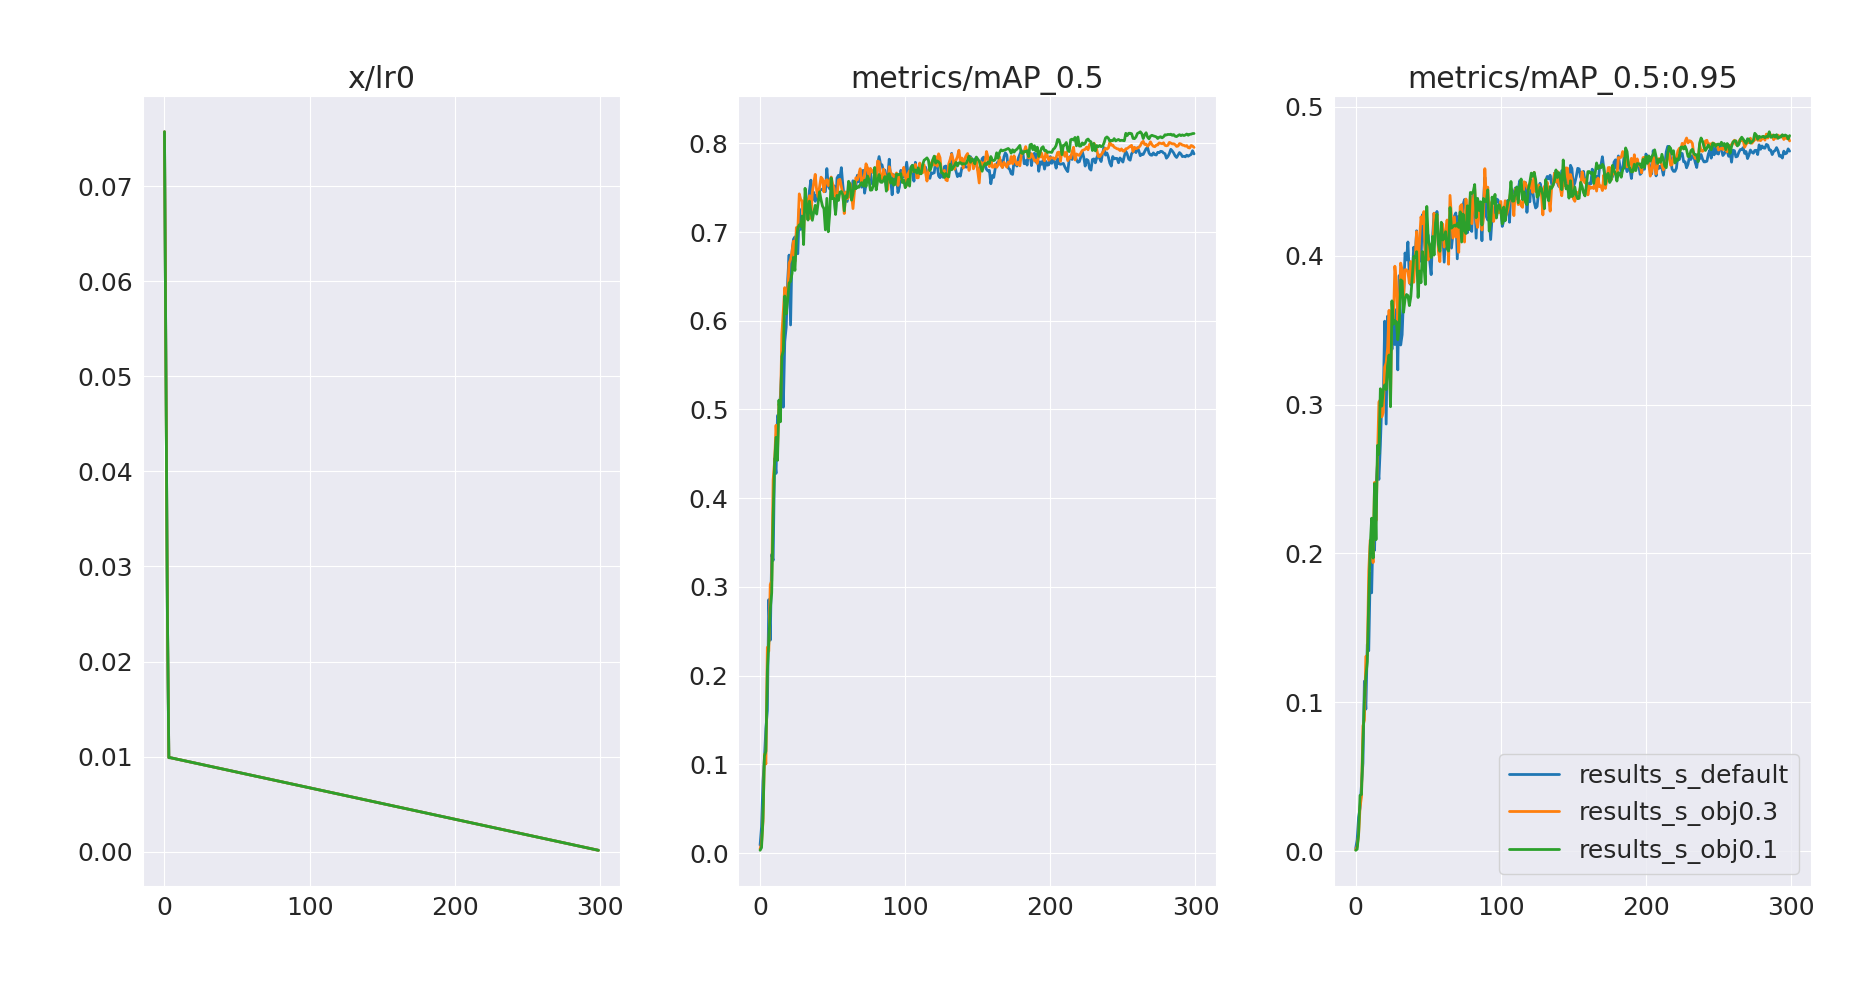 x/lr0
0.07
0.06
0.05
0.04
0.03
0.02
0.01
0.00
0 100 200 300
metrics/mAP_0.5
0.8
0.7
0.6
0.5
0.4
0.3
0.2
0.1
0.0
0 100 200 300
metrics/mAP_0.5:0.95
0.5
0.4
0.3
0.2
0.1
0.0
0 100 200 300
results_s_default
results_s_obj0.3
results_s_obj0.1